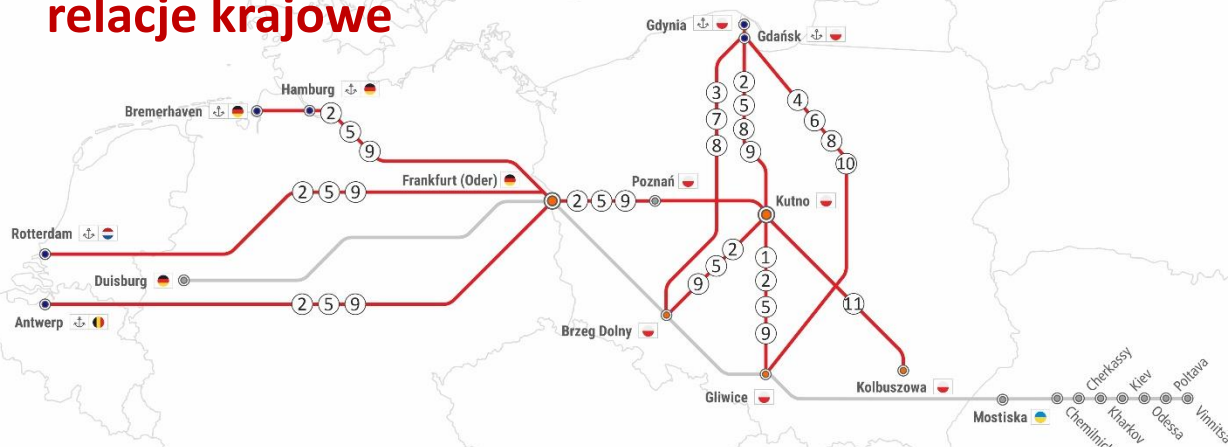 relacje krajowe
Gdynia
Gdańsk
Hamburg
Bremerhaven
2
5
9
3
7
8
2
5
8
9
4
6
8
10
Frankfurt (Oder)
2 5 9
2 5 9
Poznań
Kutno
Rotterdam
Duisburg
Antwerp
2 5 9
9 5 2
1
2
5
9
11
Brzeg Dolny
Gliwice
Kolbuszowa
Mostiska
Cherkassy
Kiev
Poltava
Kharkov
Odessa